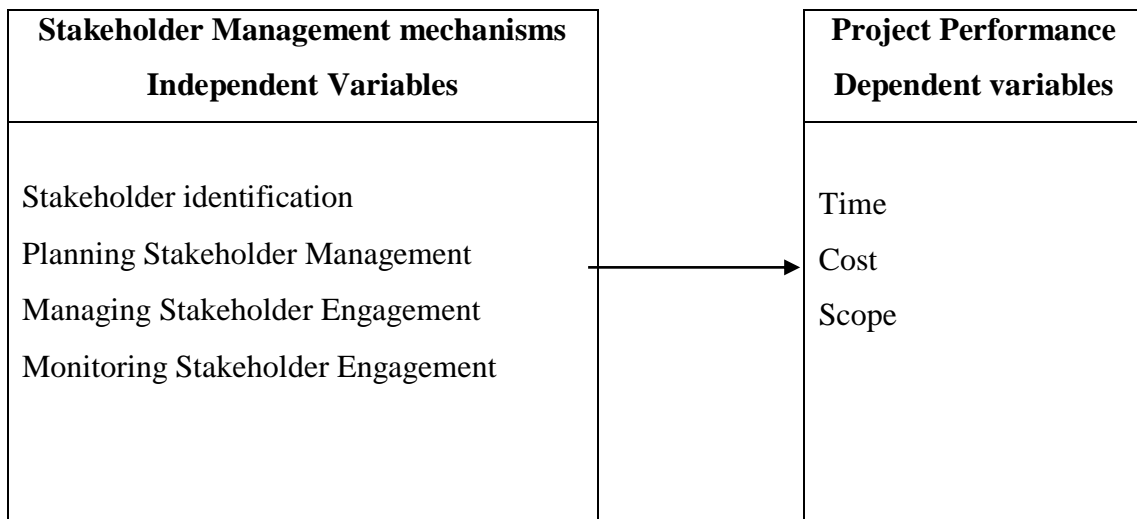 Stakeholder Management mechanisms
Independent Variables
Stakeholder identification
Planning Stakeholder Management
Managing Stakeholder Engagement
Monitoring Stakeholder Engagement
Project Performance
Dependent variables
Time
Cost
Scope